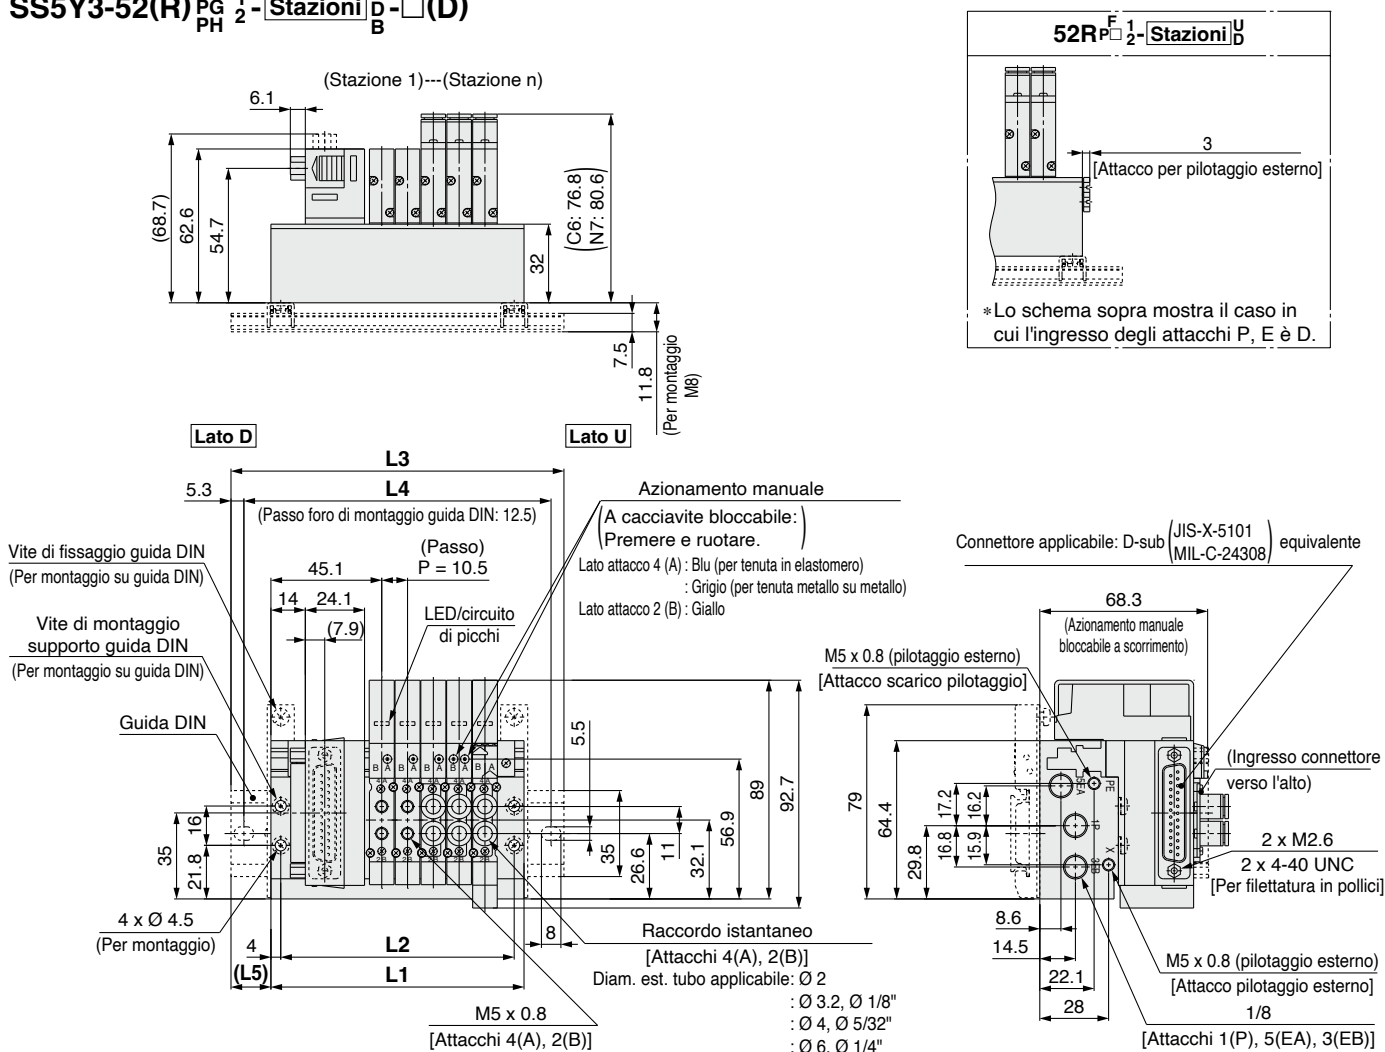 SS5Y3-52(R) PG PH 1 2 - Stazioni D B -□(D)
52R P F □ 1 2 - Stazioni U D
(Stazione 1)---(Stazione n)
6.1
(68.7)
62.6
54.7
32
(C6: 76.8)
(N7: 80.6)
7.5
11.8
(Per montaggio M8)
3
[Attacco per pilotaggio esterno]
*Lo schema sopra mostra il caso in
cui l'ingresso degli attacchi P, E è D.
Lato D
Lato U
L3
5.3
L4
(Passo foro di montaggio guida DIN: 12.5)
Azionamento manuale
(A cacciavite bloccabile:
Premere e ruotare.)
Lato attacco 4 (A) : Blu (per tenuta in elastomero)
: Grigio (per tenuta metallo su metallo)
Lato attacco 2 (B) : Giallo
Vite di fissaggio guida DIN
(Per montaggio su guida DIN)
(Passo)
P = 10.5
45.1
14
24.1
(7.9)
LED/circuito
di picchi
Vite di montaggio
supporto guida DIN
(Per montaggio su guida DIN)
Guida DIN
B A B A B A B A B A
4A 4A 4A 4A
2B 2B 2B 2B 2B
16
35
21.8
5.5
89
92.7
56.9
11
35
26.6
32.1
4 x Ø 4.5
(Per montaggio)
4
L2
8
(L5)
L1
M5 x 0.8
[Attacchi 4(A), 2(B)]
Raccordo istantaneo
[Attacchi 4(A), 2(B)]
Diam. est. tubo applicabile: Ø 2
: Ø 3.2, Ø 1/8"
: Ø 4, Ø 5/32"
: Ø 6, Ø 1/4"
Connettore applicabile: D-sub (JIS-X-5101
MIL-C-24308) equivalente
68.3
(Azionamento manuale
bloccabile a scorrimento)
M5 x 0.8 (pilotaggio esterno)
[Attacco scarico pilotaggio]
(Ingresso connettore
verso l'alto)
79
64.4
29.8
17.2
16.2
16.8
15.9
5EA
PE
1P
X
3EB
2 x M2.6
2 x 4-40 UNC
[Per filettatura in pollici]
8.6
14.5
22.1
28
M5 x 0.8 (pilotaggio esterno)
[Attacco pilotaggio esterno]
1/8
[Attacchi 1(P), 5(EA), 3(EB)]